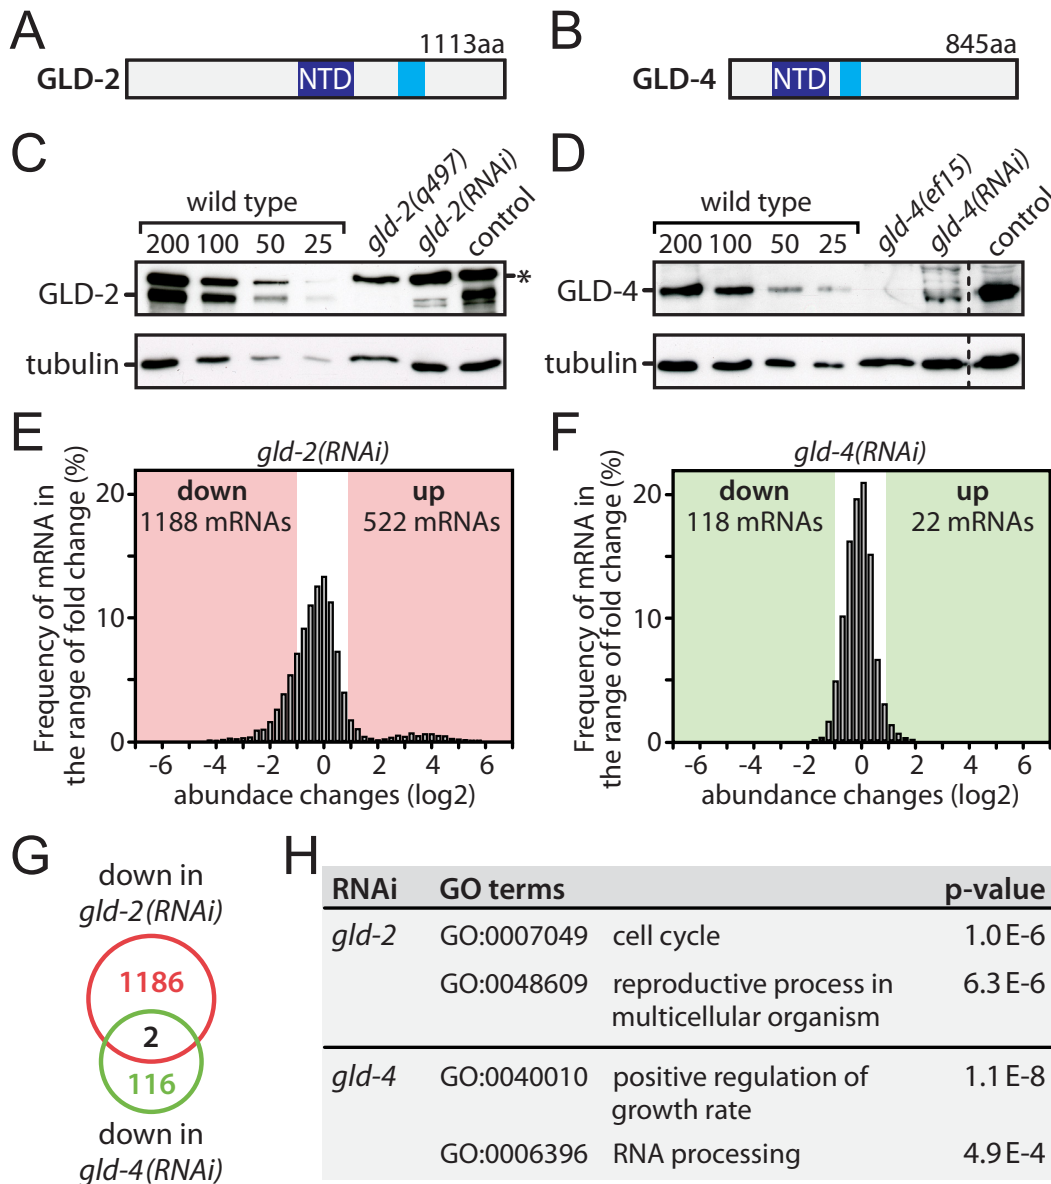 A
1113aa
GLD-2
NTD
B
845aa
GLD-4
NTD
C
wild type
200 100 50 25
gld-2(q497)
gld-2(RNAi)
control
*
GLD-2
tubulin
D
wild type
200 100 50 25
gld-4(ef15)
gld-4(RNAi)
control
GLD-4
tubulin
E
gld-2(RNAi)
Frequency of mRNA in
the range of fold change (%)
20
10
0
down
1188 mRNAs
up
522 mRNAs
-6 -4 -2 0 2 4 6
abundace changes (log2)
F
gld-4(RNAi)
Frequency of mRNA in
the range of fold change (%)
20
10
0
down
118 mRNAs
up
22 mRNAs
-6 -4 -2 0 2 4 6
abundance changes (log2)
G
down in
gld-2(RNAi)
1186
2
116
down in
gld-4(RNAi)
H
RNAi GO terms p-value
gld-2 GO:0007049 cell cycle 1.0 E-6
GO:0048609 reproductive process in 6.3 E-6
multicellular organism
gld-4 GO:0040010 positive regulation of 1.1 E-8
growth rate
GO:0006396 RNA processing 4.9 E-4